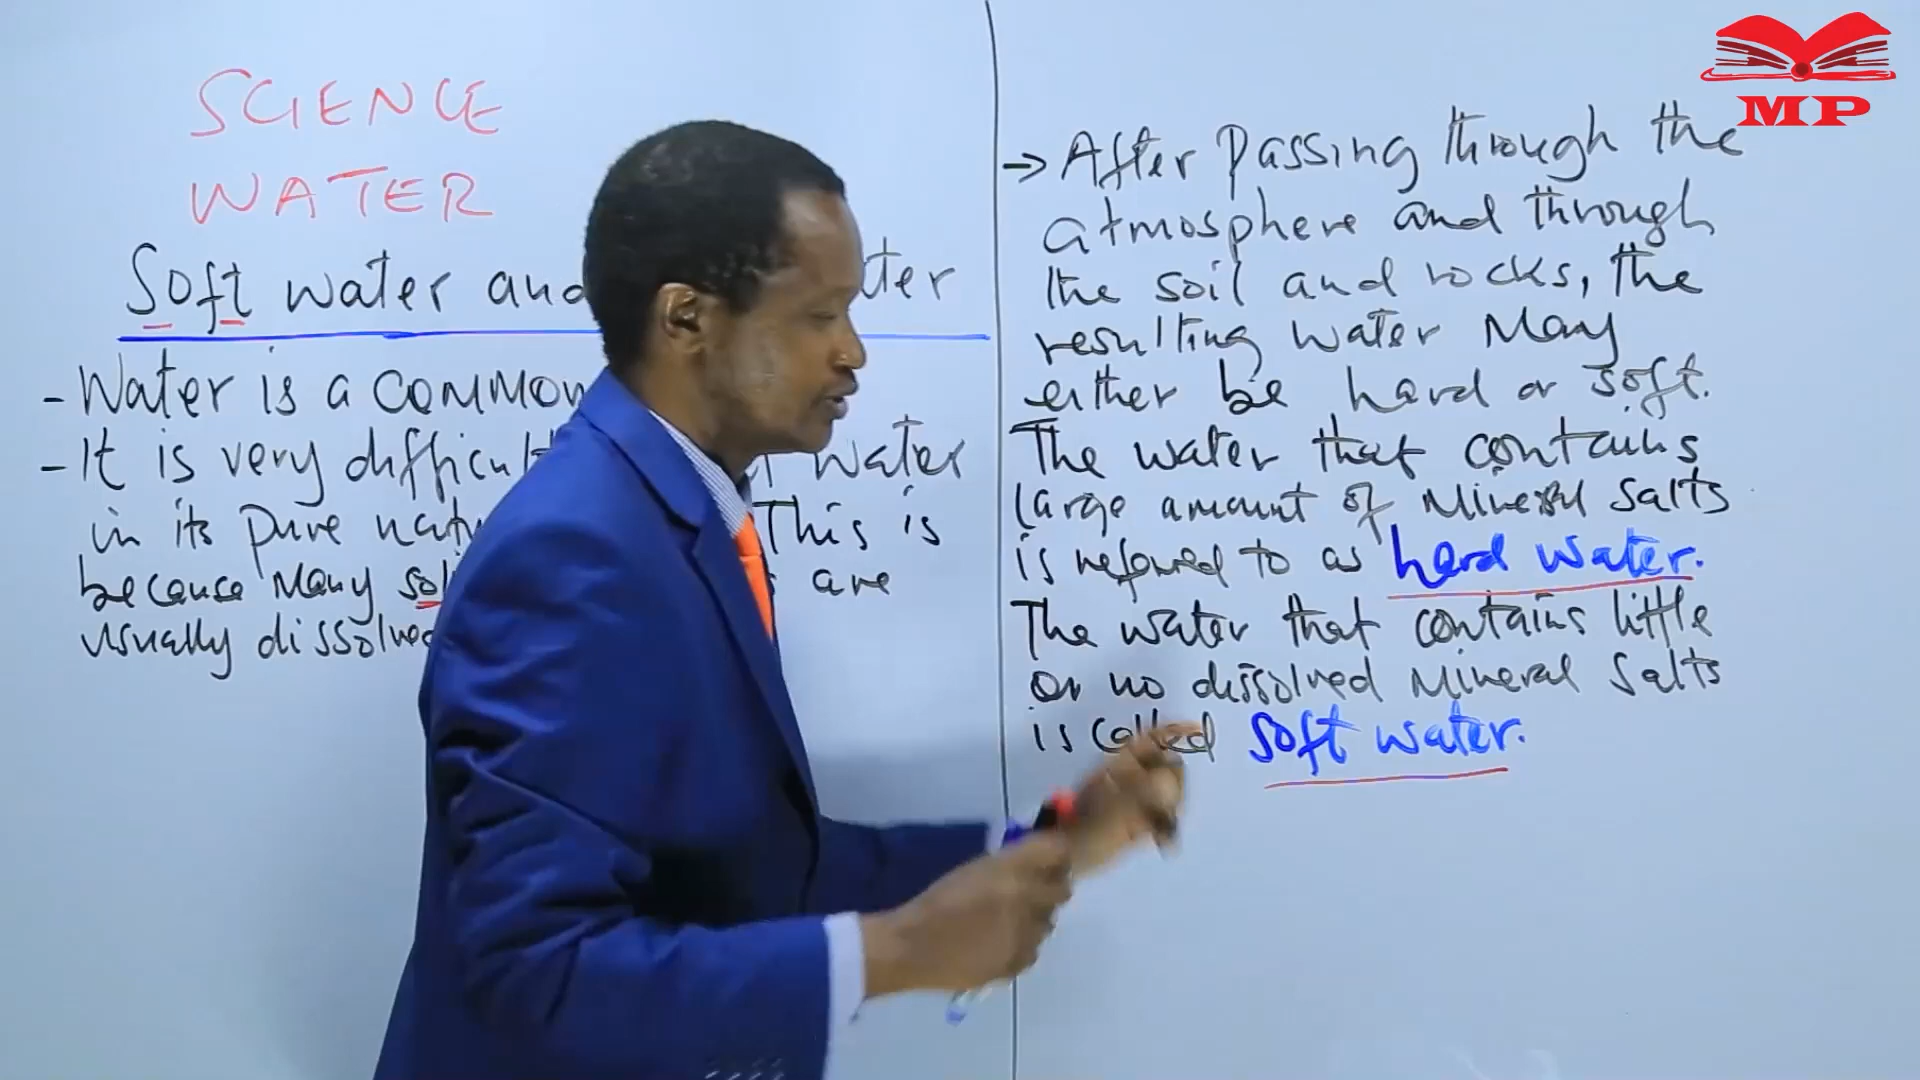 SCIENCE
WATER
Soft water and ter
- Water is a common
- It is very difficult water
in its pure This is
because many are
usually dissolved
MP
→ After passing through the
atmosphere and through
the soil and rocks, the
resulting water May
either be hard or soft.
The water that contains
large amount of Mineral salts
is referred to as hard water.
The water that contains little
or no dissolved Mineral salts
is called soft water.